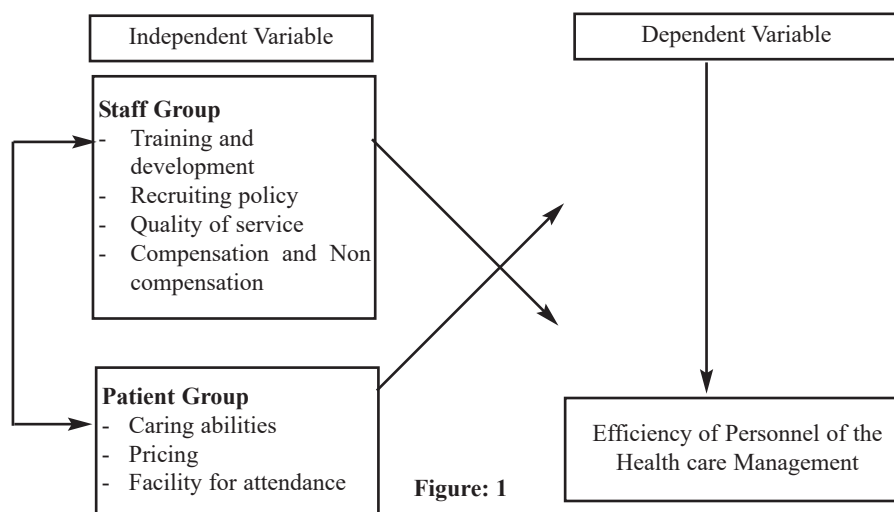 Independent Variable
Dependent Variable
Staff Group
- Training and
development
- Recruiting policy
- Quality of service
- Compensation and Non
compensation
Patient Group
- Caring abilities
- Pricing
- Facility for attendance
Efficiency of Personnel of the
Health care Management
Figure: 1